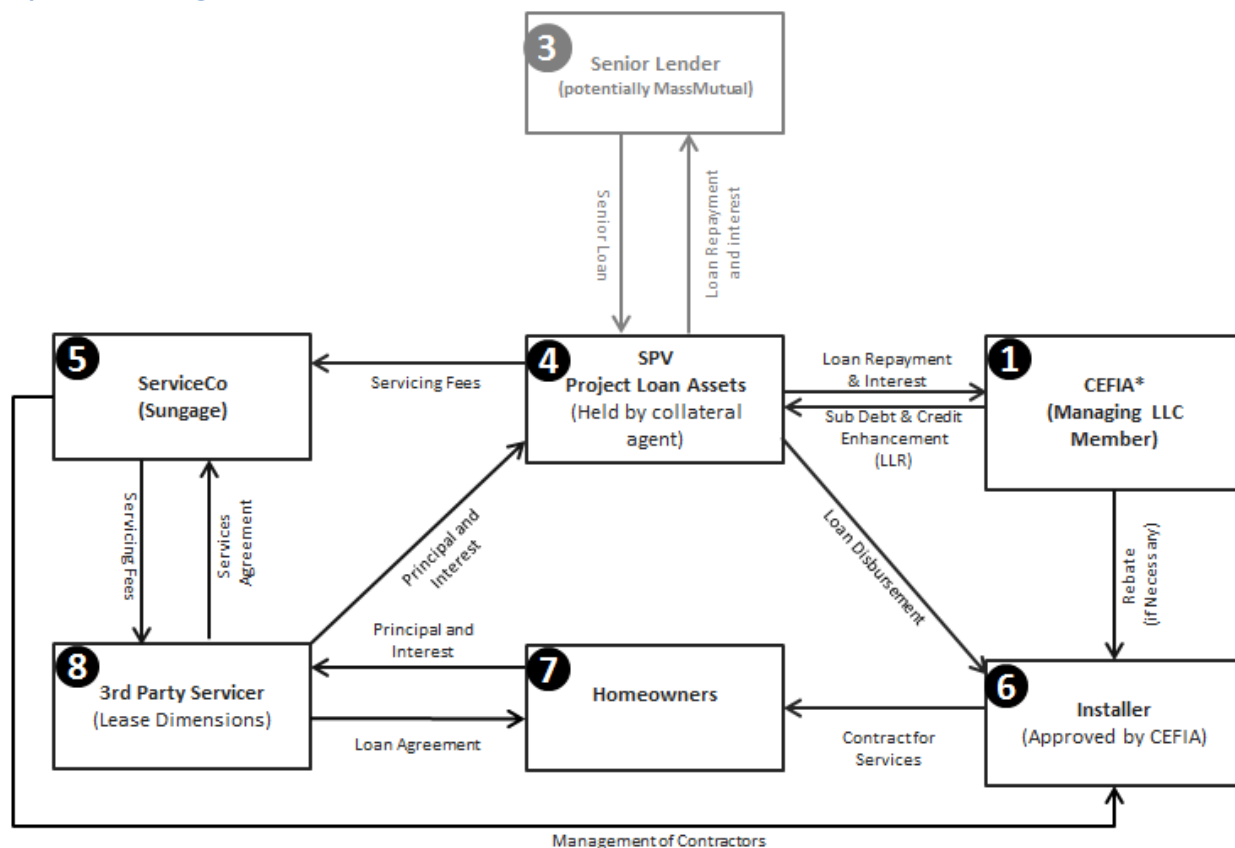 3
Senior Lender
(potentially MassMutual)
Senior Loan
Loan Repayment
and interest
5
ServiceCo
(Sungage)
Servicing Fees
4
SPV
Project Loan Assets
(Held by collateral
agent)
Loan Repayment
& Interest
Sub Debt & Credit
Enhancement
(LLR)
1
CEFIA*
(Managing LLC
Member)
Servicing Fees
Services
Agreement
Principal and
Interest
Loan Disbursement
Rebate
(if Necessary)
8
3rd Party Servicer
(Lease Dimensions)
Principal and
Interest
Loan Agreement
7
Homeowners
Contract for
Services
6
Installer
(Approved by CEFIA)
Management of Contractors